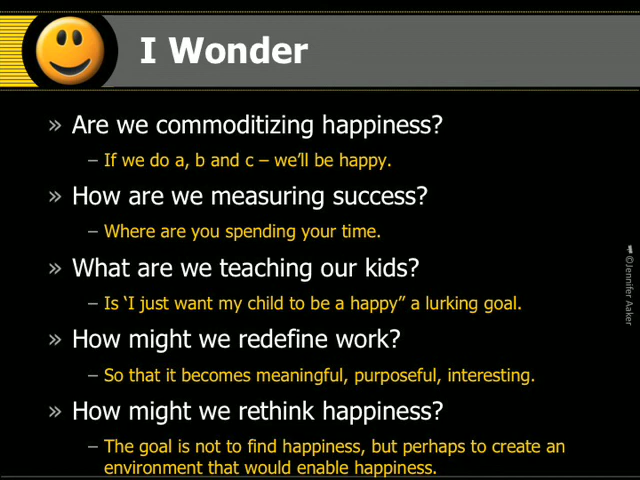 I Wonder
» Are we commoditizing happiness?
– If we do a, b and c – we'll be happy.
» How are we measuring success?
– Where are you spending your time.
» What are we teaching our kids?
– Is ‘I just want my child to be a happy” a lurking goal.
» How might we redefine work?
– So that it becomes meaningful, purposeful, interesting.
» How might we rethink happiness?
– The goal is not to find happiness, but perhaps to create an
environment that would enable happiness.
©Jennifer Aaker